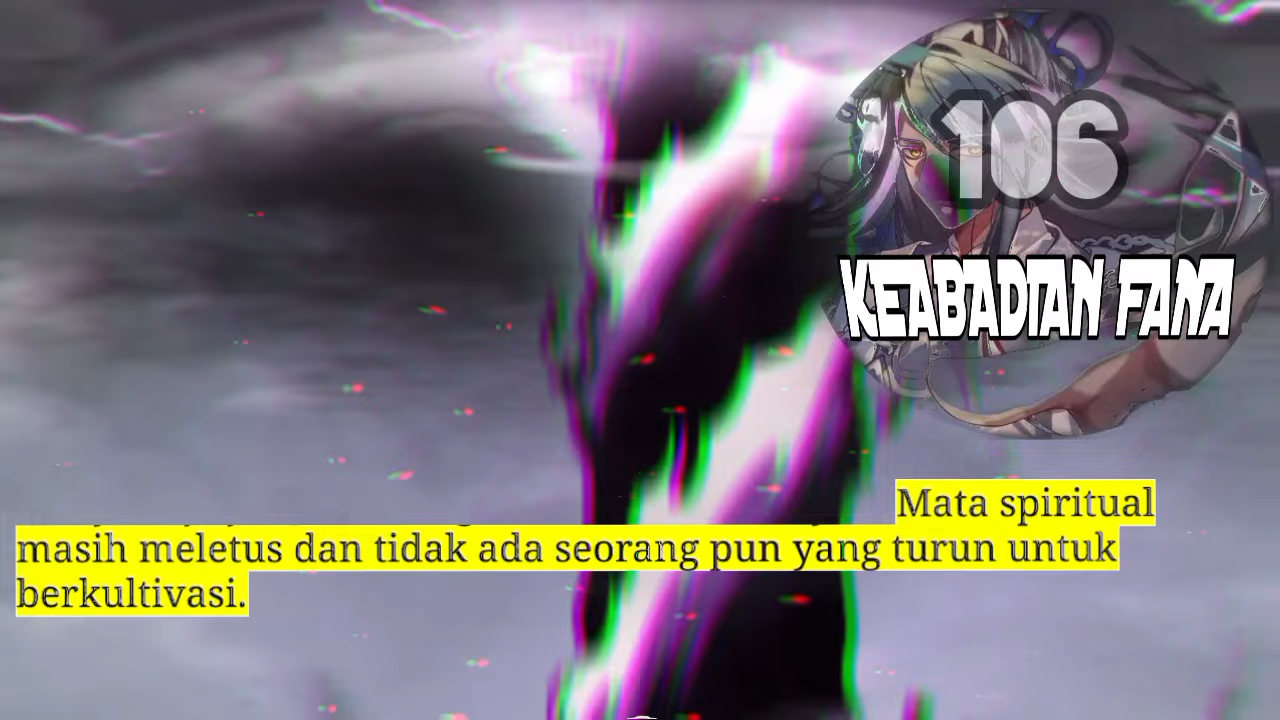 106
KEABADIAN FANA
Mata spiritual
masih meletus dan tidak ada seorang pun yang turun untuk
berkultivasi.